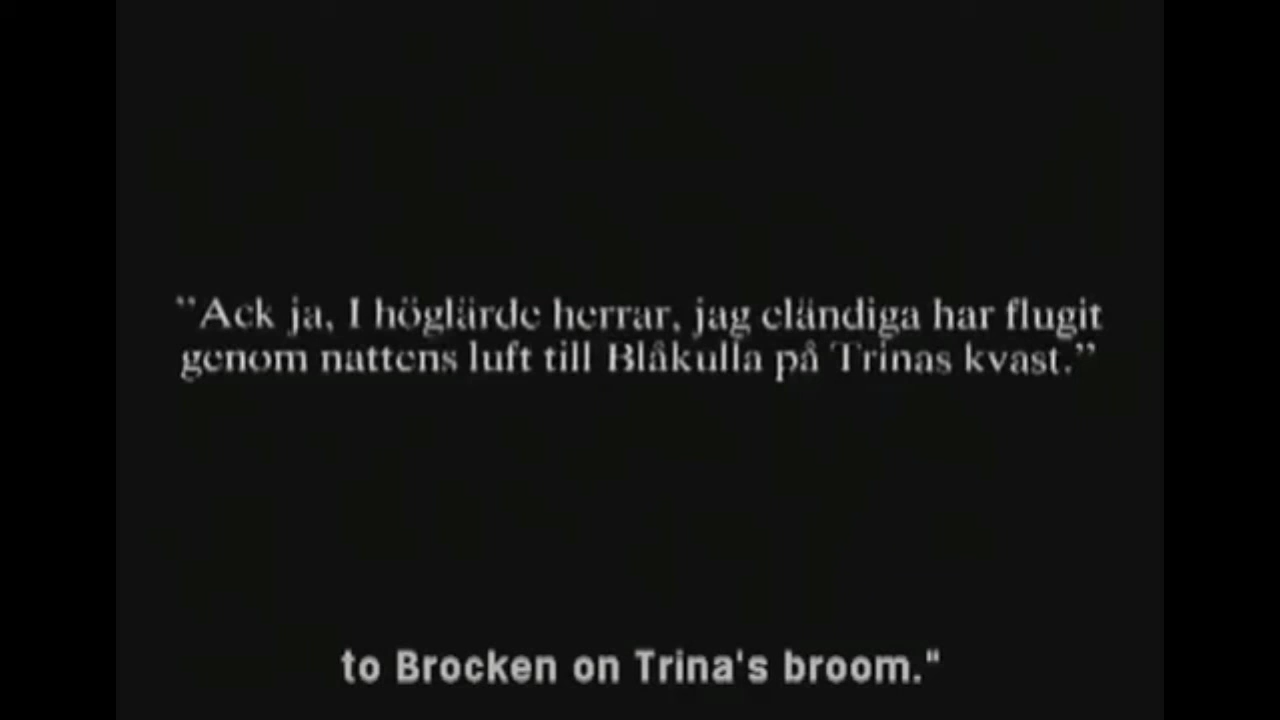 ”Ack ja, I höglärde herrar, jag eländiga har flugit
genom nattens luft till Blåkulla på Trinas kvast.”
to Brocken on Trina's broom."